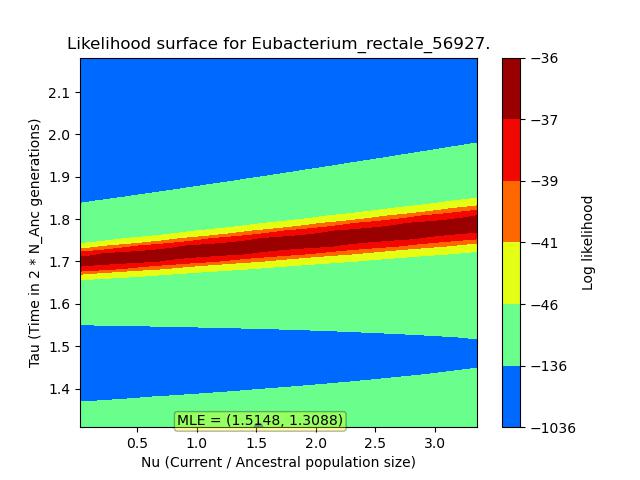 Likelihood surface for Eubacterium_rectale_56927.
Tau (Time in 2 * N_Anc generations)
2.1
2.0
1.9
1.8
1.7
1.6
1.5
1.4
MLE = (1.5148, 1.3088)
0.5 1.0 1.5 2.0 2.5 3.0
Nu (Current / Ancestral population size)
−36
−37
−39
−41
−46
−136
−1036
Log likelihood